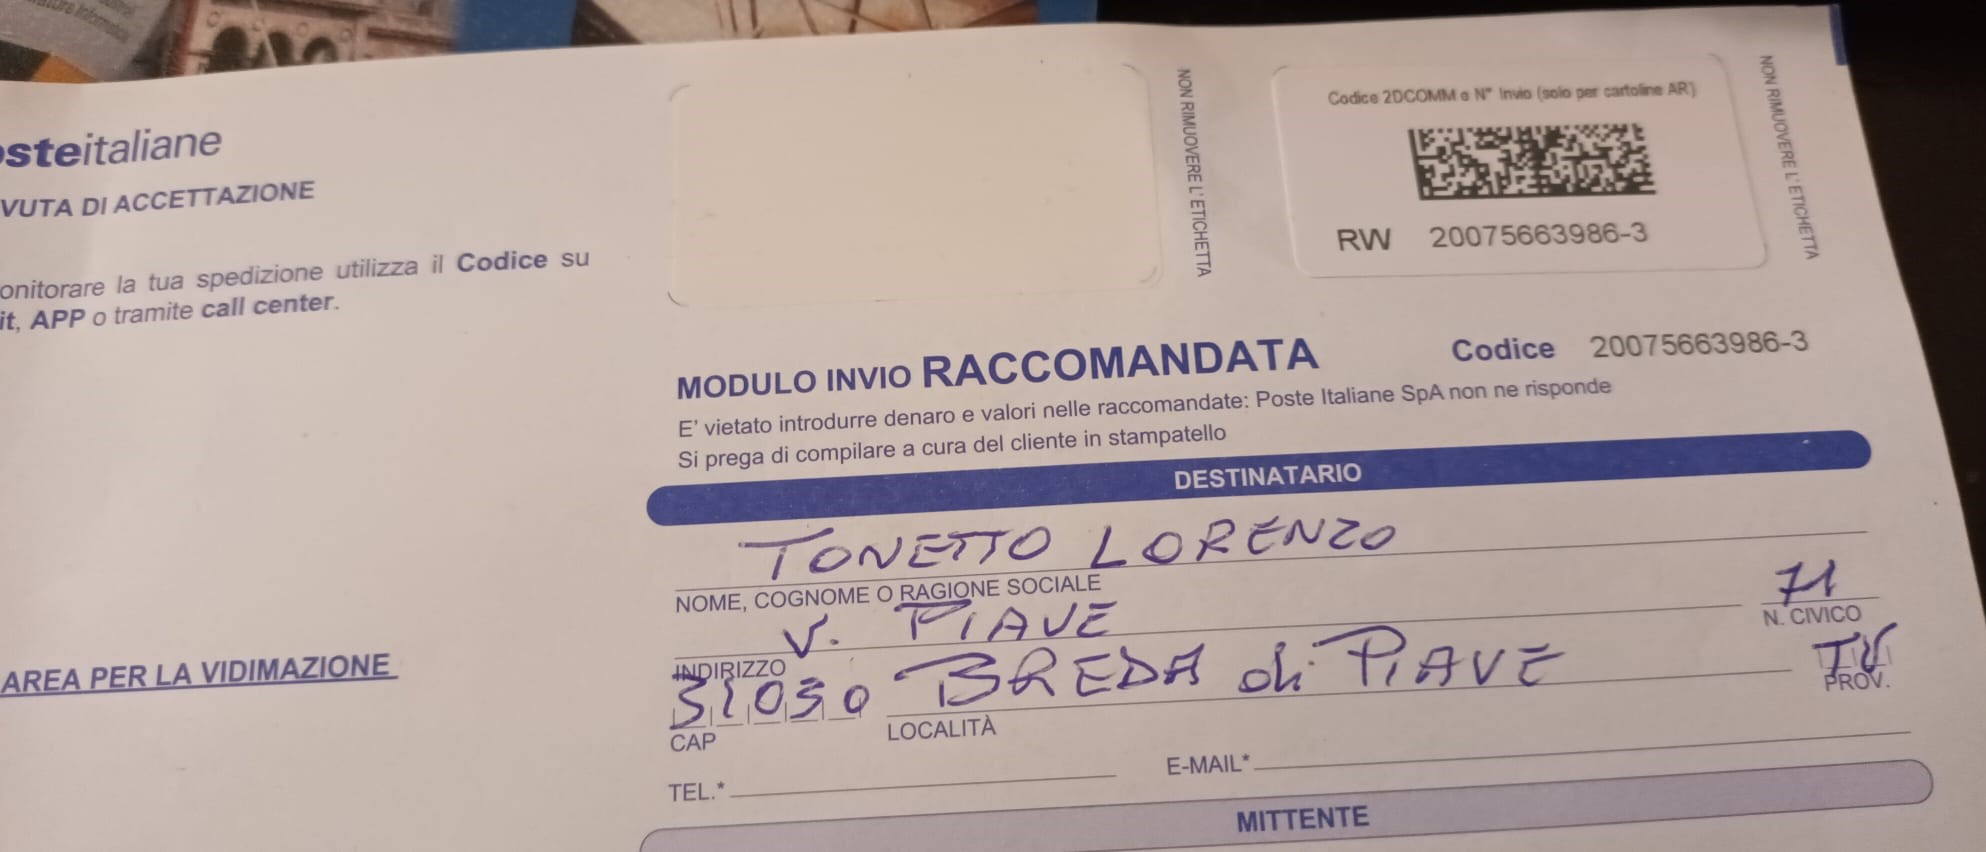 steitaliane
VUTA DI ACCETTAZIONE
onitorare la tua spedizione utilizza il Codice su
it, APP o tramite call center.
AREA PER LA VIDIMAZIONE
NON RIMUOVERE L' ETICHETTA
Codice 2DCOMM e N° Invio (solo per cartoline AR)
RW 20075663986-3
NON RIMUOVERE L' ETICHETTA
MODULO INVIO RACCOMANDATA Codice 20075663986-3
E' vietato introdurre denaro e valori nelle raccomandate: Poste Italiane SpA non ne risponde
Si prega di compilare a cura del cliente in stampatello
DESTINATARIO
TONETTO LORENZO
NOME, COGNOME O RAGIONE SOCIALE
V. PIAVE 71
INDIRIZZO N. CIVICO
31030 BREDA di PIAVE TV
CAP LOCALITÀ PROV.
TEL.* E-MAIL*
MITTENTE